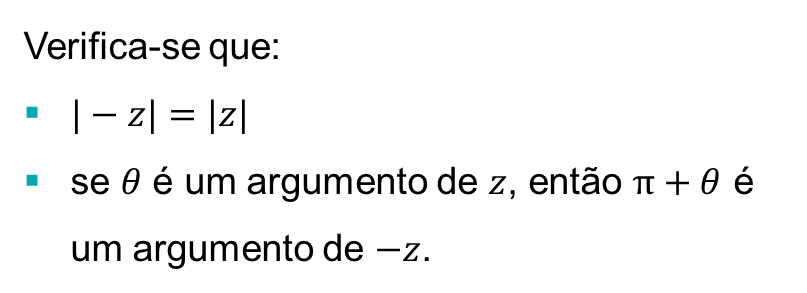 Verifica-se que:
▪ | − z| = |z|
▪ se θ é um argumento de z, então π + θ é
um argumento de −z.